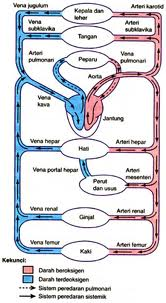 Vena jugulum
Kepala dan
leher
Arteri karotid
Vena
subklavika
Tangan
Arteri
subklavika
Arteri
pulmonari
Peparu
Vena
pulmonari
Aorta
Vena
kava
Jantung
Vena hepar
Hati
Arteri hepar
Vena portal hepar
Perut
dan usus
Arteri
mesenteri
Vena renal
Ginjal
Arteri renal
Vena femur
Kaki
Arteri femur
Kekunci:
Darah beroksigen
Darah terdeoksigen
Sistem peredaran pulmonari
Sistem peredaran sistemik